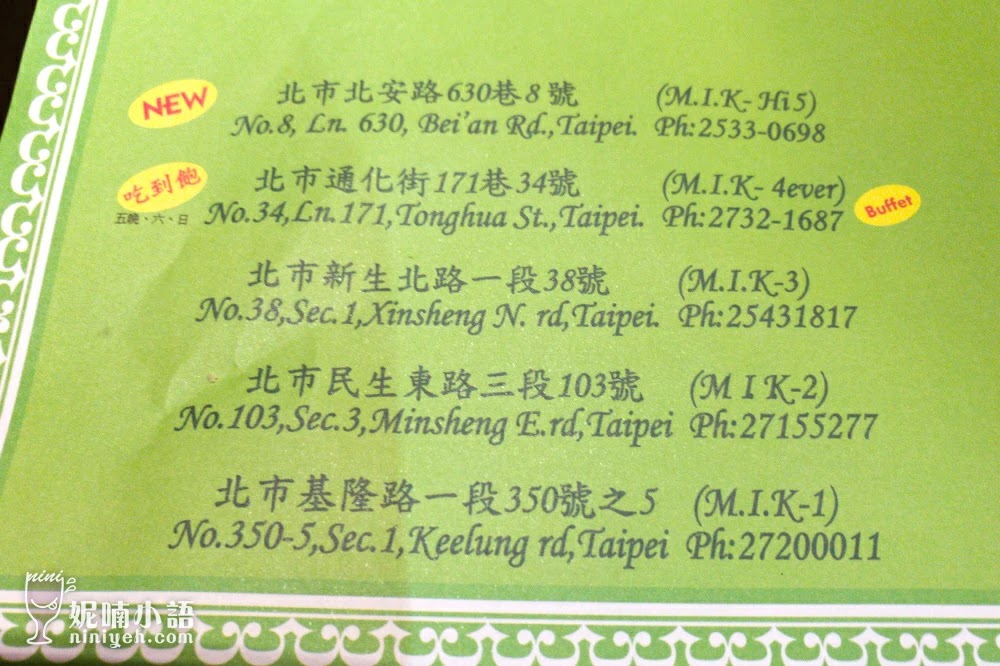 NEW
北市北安路630巷8號 (M.I.K-Hi5)
No.8, Ln. 630, Bei'an Rd.,Taipei. Ph:2533-0698
吃到飽
五晚、六、日
北市通化街171巷34號 (M.I.K-4ever)
No.34,Ln.171,Tonghua St.,Taipei. Ph:2732-1687
Buffet
北市新生北路一段38號 (M.I.K-3)
No.38,Sec.1,Xinsheng N. rd,Taipei. Ph:25431817
北市民生東路三段103號 (M I K-2)
No.103,Sec.3,Minsheng E.rd,Taipei Ph:27155277
北市基隆路一段350號之5 (M.I.K-1)
No.350-5,Sec.1,Keelung rd,Taipei Ph:27200011
nini
妮喃小語
niniyeh.com